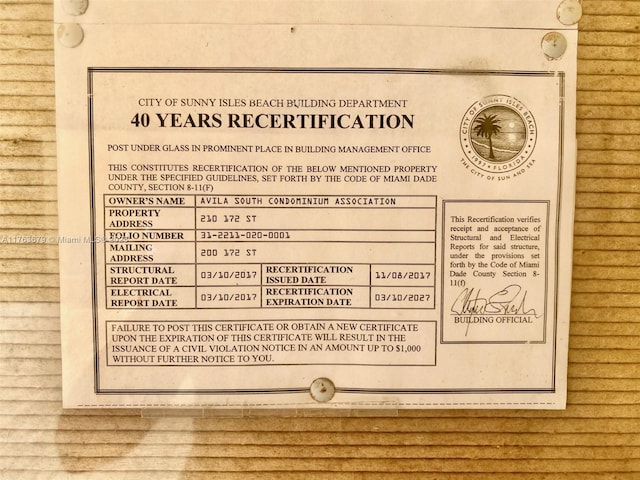 CITY OF SUNNY ISLES BEACH BUILDING DEPARTMENT
40 YEARS RECERTIFICATION
POST UNDER GLASS IN PROMINENT PLACE IN BUILDING MANAGEMENT OFFICE
THIS CONSTITUTES RECERTIFICATION OF THE BELOW MENTIONED PROPERTY
UNDER THE SPECIFIED GUIDELINES, SET FORTH BY THE CODE OF MIAMI DADE
COUNTY, SECTION 8-11(F)
OWNER'S NAME AVILA SOUTH CONDOMINIUM ASSOCIATION
PROPERTY
ADDRESS 210 172 ST
FOLIO NUMBER 31-2211-020-0001
MAILING
ADDRESS 200 172 ST
STRUCTURAL
REPORT DATE 03/10/2017 RECERTIFICATION
ISSUED DATE 11/08/2017
ELECTRICAL
REPORT DATE 03/10/2017 RECERTIFICATION
EXPIRATION DATE 03/10/2027
FAILURE TO POST THIS CERTIFICATE OR OBTAIN A NEW CERTIFICATE
UPON THE EXPIRATION OF THIS CERTIFICATE WILL RESULT IN THE
ISSUANCE OF A CIVIL VIOLATION NOTICE IN AN AMOUNT UP TO $1,000
WITHOUT FURTHER NOTICE TO YOU.
CITY OF SUNNY ISLES BEACH
1997 FLORIDA
THE CITY OF SUN AND SEA
This Recertification verifies
receipt and acceptance of
Structural and Electrical
Reports for said structure,
under the provisions set
forth by the Code of Miami
Dade County Section 8-
11(f)
BUILDING OFFICIAL